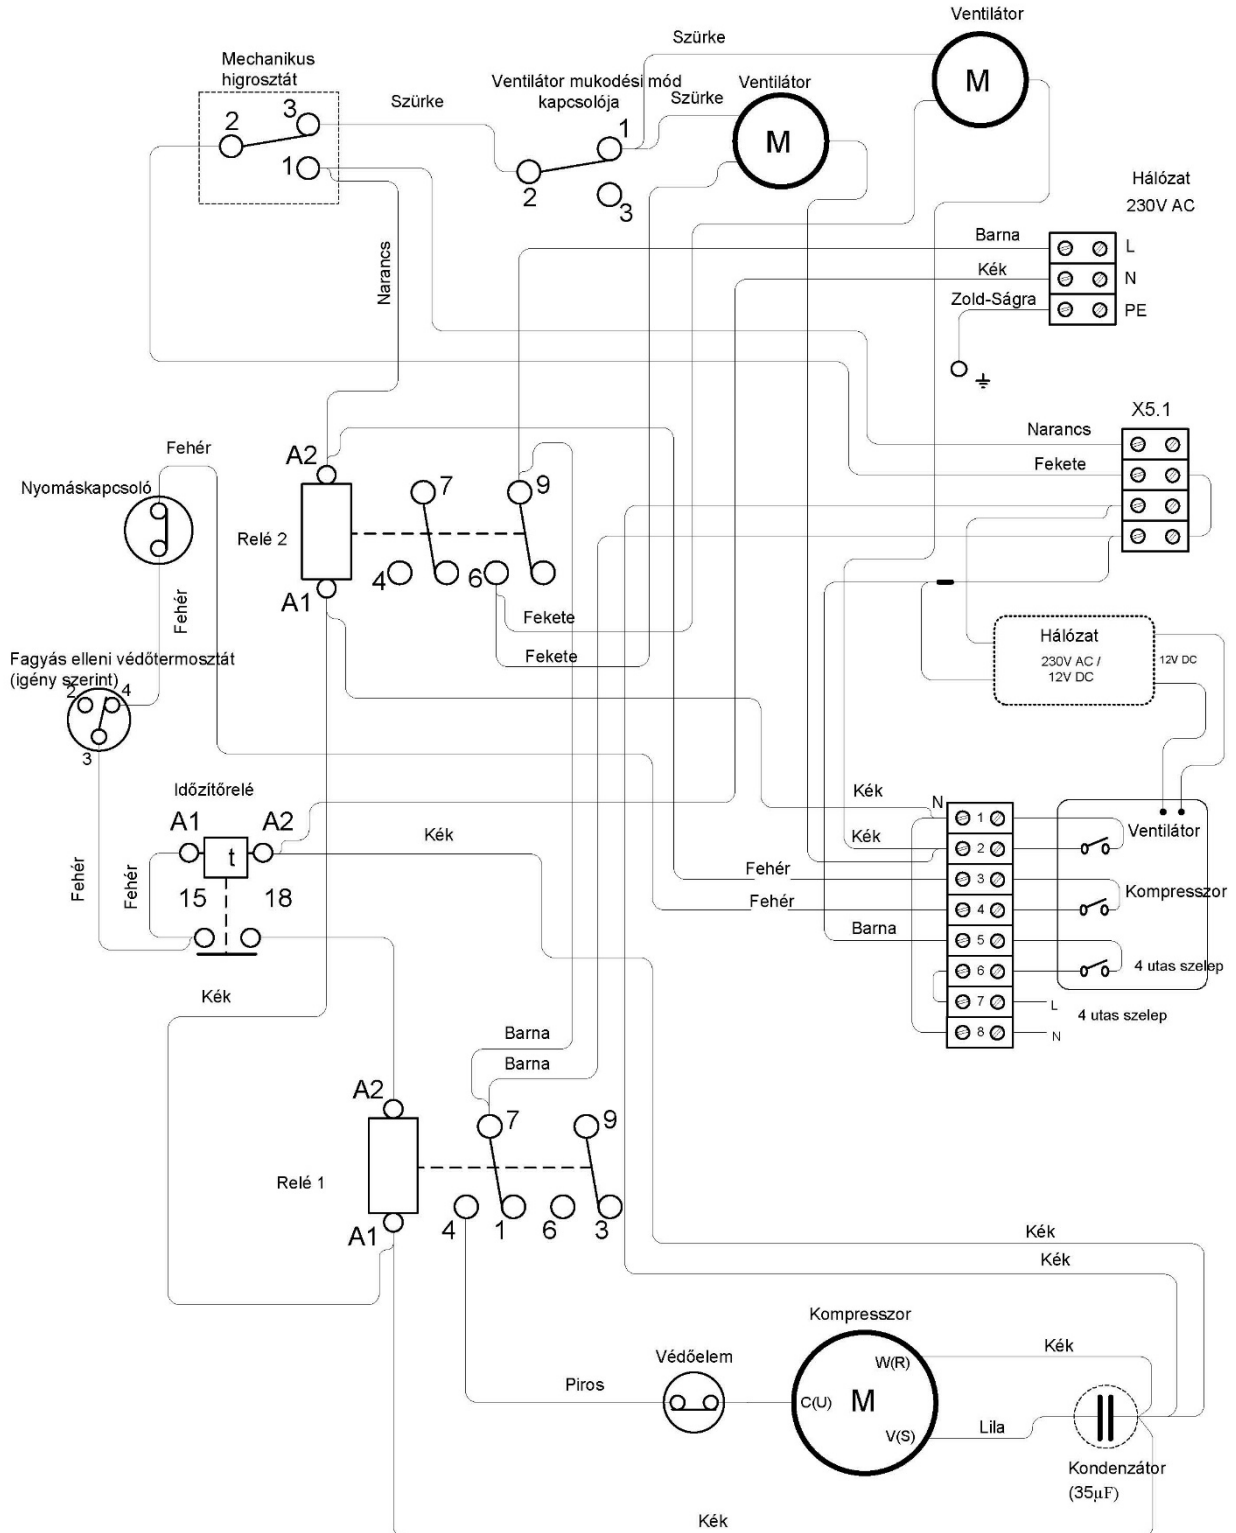 Ventilátor
Szürke
Mechanikus
higrosztát
Ventilátor mukodési mód
kapcsolója
Ventilátor
Szürke
Szürke
M
3
2
1
1
2
3
M
Hálózat
230V AC
Barna
L
Kék
N
Zold-Ságra
PE
Narancs
X5.1
Narancs
Fekete
Fehér
Nyomáskapcsoló
A2
7
9
Relé 2
4
6
A1
Fekete
Fekete
Fehér
Hálózat
230V AC /
12V DC
12V DC
Fagyás elleni védőtermosztát
(igény szerint)
2
4
3
Időzítőrelé
A1
A2
t
15
18
Kék
Fehér
Fehér
Kék
N
1
Ventilátor
Kék
2
Fehér
3
Kompresszor
Fehér
4
Barna
5
6
4 utas szelep
7
L
4 utas szelep
8
N
Kék
Barna
Barna
A2
7
9
Relé 1
4
1
6
3
A1
Kék
Kék
Kompresszor
Védőelem
W(R)
Kék
Piros
C(U)
M
V(S)
Lila
Kondenzátor
(35µF)
Kék